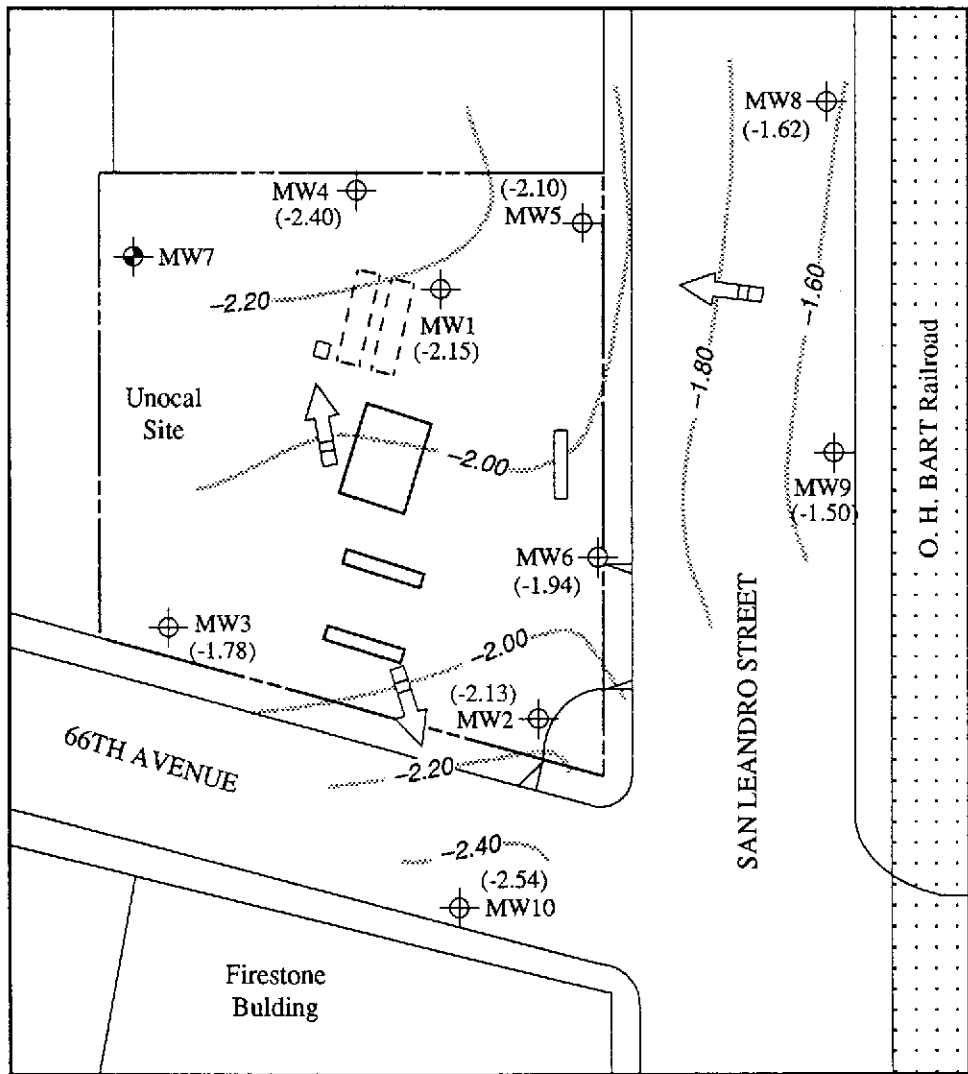 MW8
(-1.62)
MW4
(-2.40)
(-2.10)
MW5
MW7
-2.20
MW1
(-2.15)
-1.60
-1.80
Unocal
Site
O. H. BART Railroad
-2.00
MW9
(-1.50)
MW6
(-1.94)
SAN LEANDRO STREET
MW3
(-1.78)
-2.00
(-2.13)
MW2
66TH AVENUE
-2.20
-2.40
(-2.54)
MW10
Firestone
Bulding